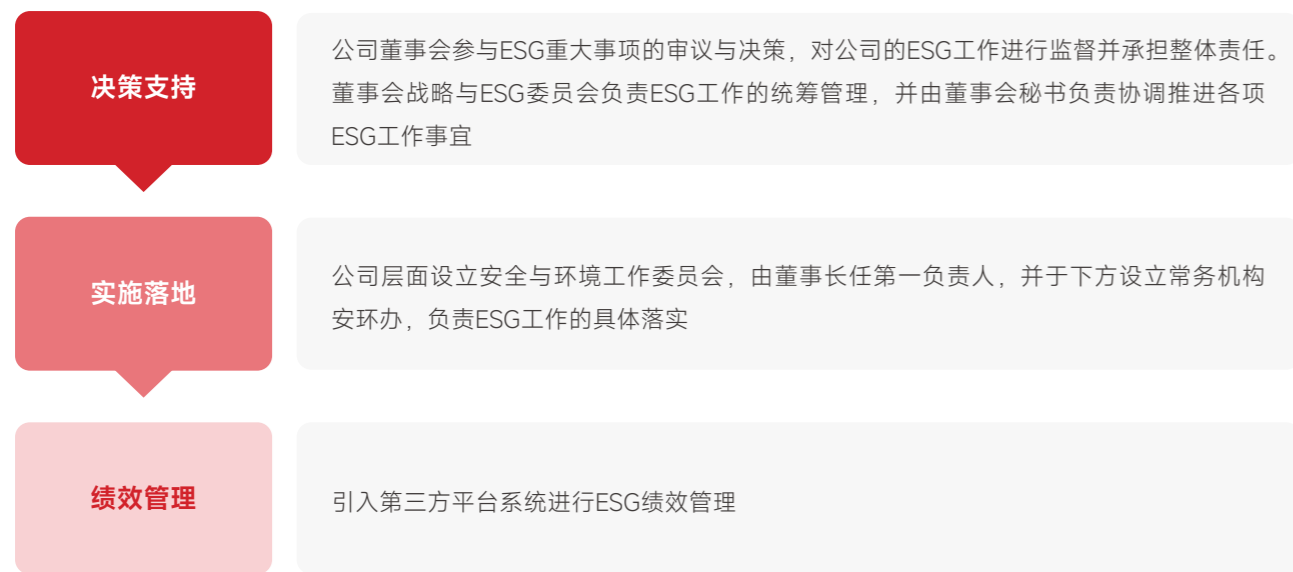 决策支持
公司董事会参与ESG重大事项的审议与决策，对公司的ESG工作进行监督并承担整体责任。
董事会战略与ESG委员会负责ESG工作的统筹管理，并由董事会秘书负责协调推进各项
ESG工作事宜
实施落地
公司层面设立安全与环境工作委员会，由董事长任第一负责人，并于下方设立常务机构
安环办，负责ESG工作的具体落实
绩效管理
引入第三方平台系统进行ESG绩效管理